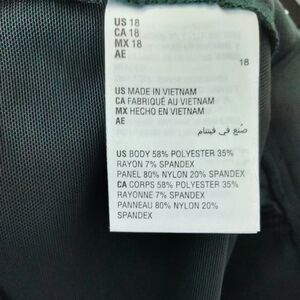 US 18
CA 18
MX 18
AE
18
US MADE IN VIETNAM
CA FABRIQUÉ AU VIETNAM
MX HECHO EN VIETNAM
AE
صُنع في فيتنام
US BODY 58% POLYESTER 35%
RAYON 7% SPANDEX
PANEL 80% NYLON 20%
SPANDEX
CA CORPS 58% POLYESTER 35%
RAYONNE 7% SPANDEX
PANNEAU 80% NYLON 20%
SPANDEX